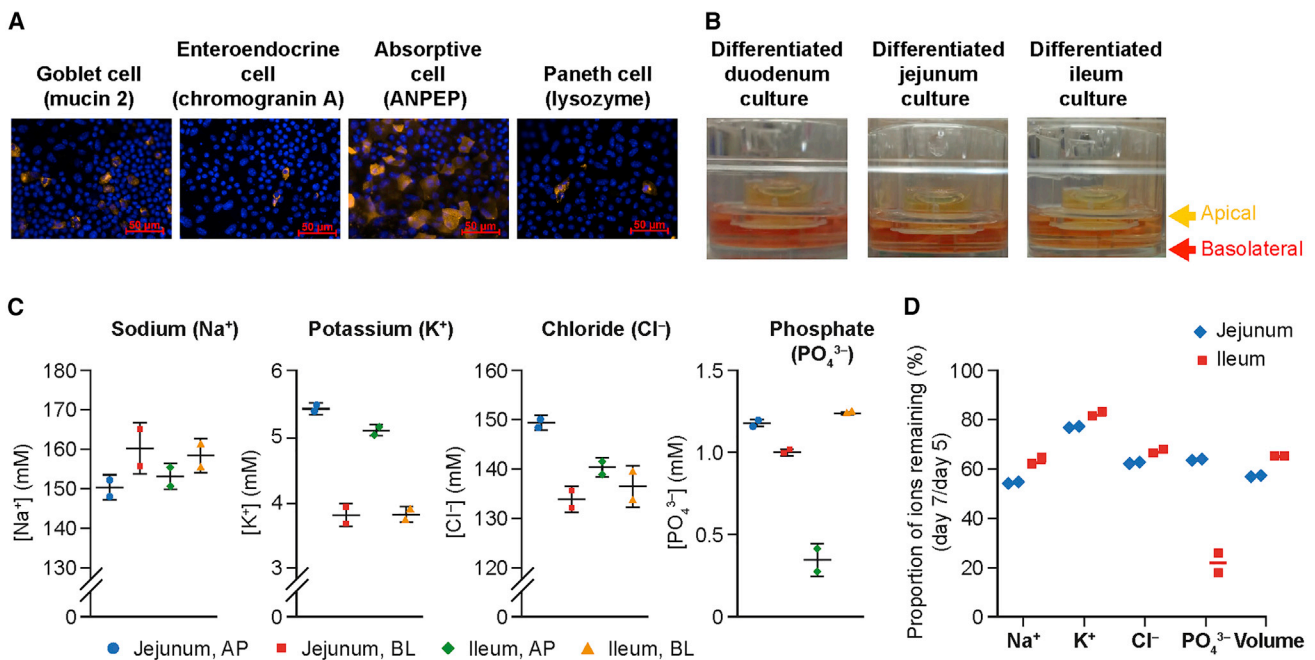 A
Goblet cell
(mucin 2)
Enteroendocrine
cell
(chromogranin A)
Absorptive
cell
(ANPEP)
Paneth cell
(lysozyme)
50 µm
50 µm
50 µm
50 µm
B
Differentiated
duodenum
culture
Differentiated
jejunum
culture
Differentiated
ileum
culture
Apical
Basolateral
C
Sodium (Na⁺)
[Na⁺] (mM)
180
170
160
150
140
130
0
Potassium (K⁺)
[K⁺] (mM)
6
5
4
3
0
Chloride (Cl⁻)
[Cl⁻] (mM)
160
150
140
130
120
0
Phosphate
(PO₄³⁻)
[PO₄³⁻] (mM)
1.5
1.0
0.5
0
Jejunum, AP
Jejunum, BL
Ileum, AP
Ileum, BL
D
Jejunum
Ileum
Proportion of ions remaining (%)
(day 7/day 5)
100
80
60
40
20
0
Na⁺ K⁺ Cl⁻ PO₄³⁻ Volume